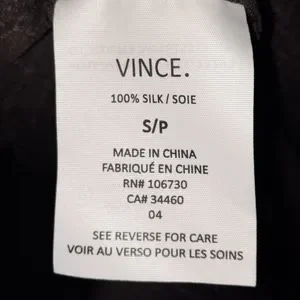 VINCE.
100% SILK / SOIE
S/P
MADE IN CHINA
FABRIQUÉ EN CHINE
RN# 106730
CA# 34460
04
SEE REVERSE FOR CARE
VOIR AU VERSO POUR LES SOINS